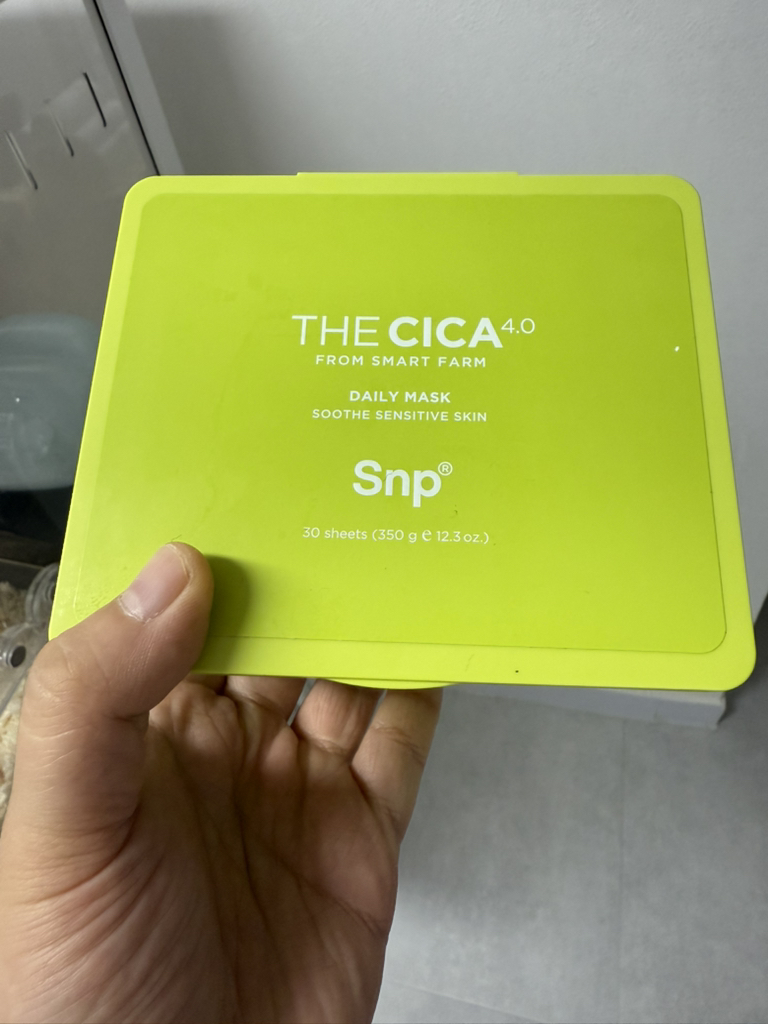 THE CICA 4.0
FROM SMART FARM
DAILY MASK
SOOTHE SENSITIVE SKIN
Snp®
30 sheets (350 g ℮ 12.3 oz.)